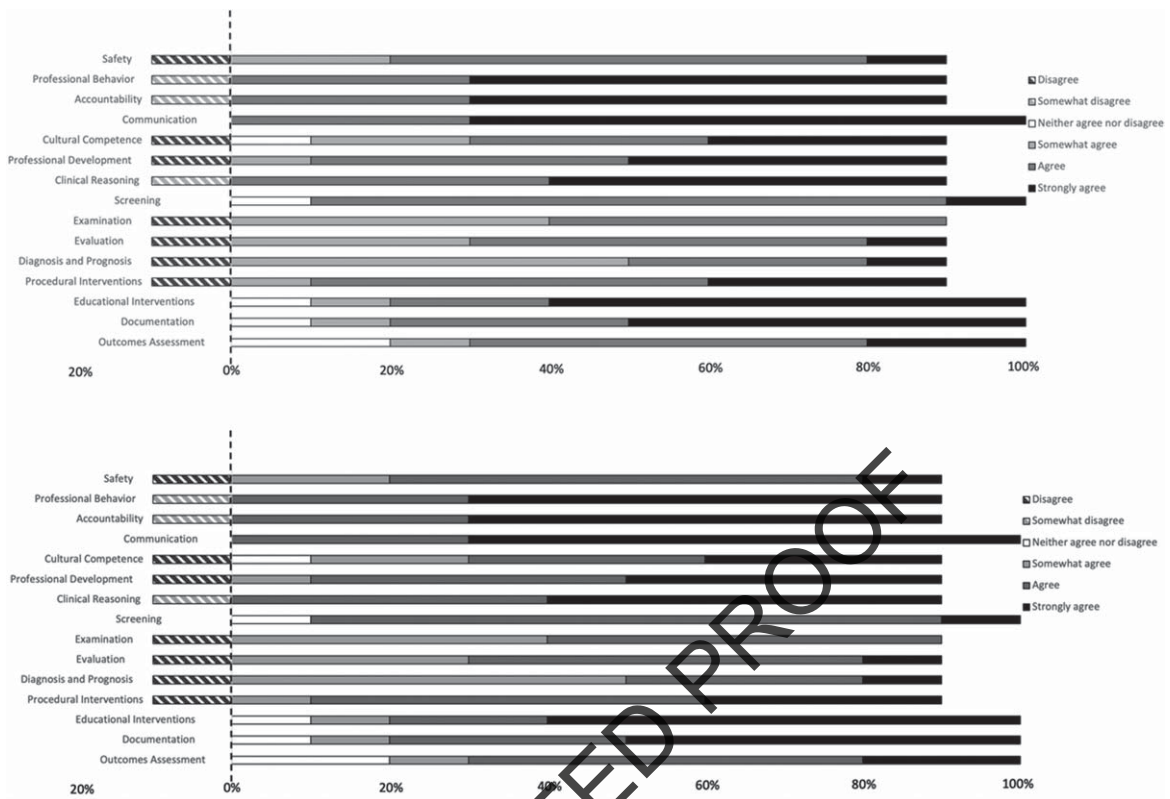 Safety
Professional Behavior
Accountability
Communication
Cultural Competence
Professional Development
Clinical Reasoning
Screening
Examination
Evaluation
Diagnosis and Prognosis
Procedural Interventions
Educational Interventions
Documentation
Outcomes Assessment
20% 0% 20% 40% 60% 80% 100%
Disagree
Somewhat disagree
Neither agree nor disagree
Somewhat agree
Agree
Strongly agree
Safety
Professional Behavior
Accountability
Communication
Cultural Competence
Professional Development
Clinical Reasoning
Screening
Examination
Evaluation
Diagnosis and Prognosis
Procedural Interventions
Educational Interventions
Documentation
Outcomes Assessment
20% 0% 20% 40% 60% 80% 100%
Disagree
Somewhat disagree
Neither agree nor disagree
Somewhat agree
Agree
Strongly agree
PROOF